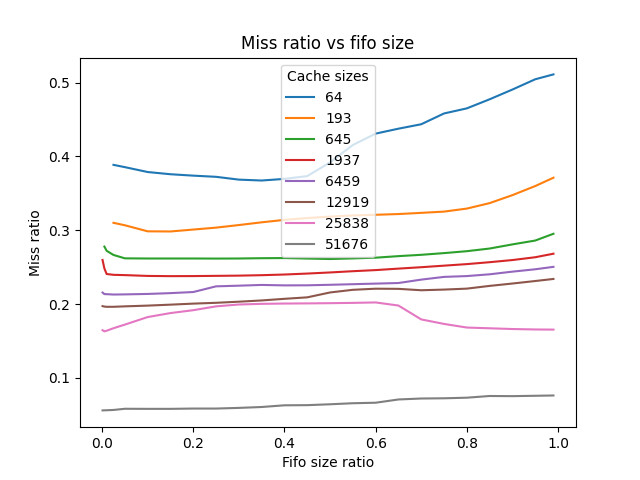 Miss ratio vs fifo size
Cache sizes
64
193
645
1937
6459
12919
25838
51676
0.5
0.4
0.3
0.2
0.1
Miss ratio
0.0 0.2 0.4 0.6 0.8 1.0
Fifo size ratio